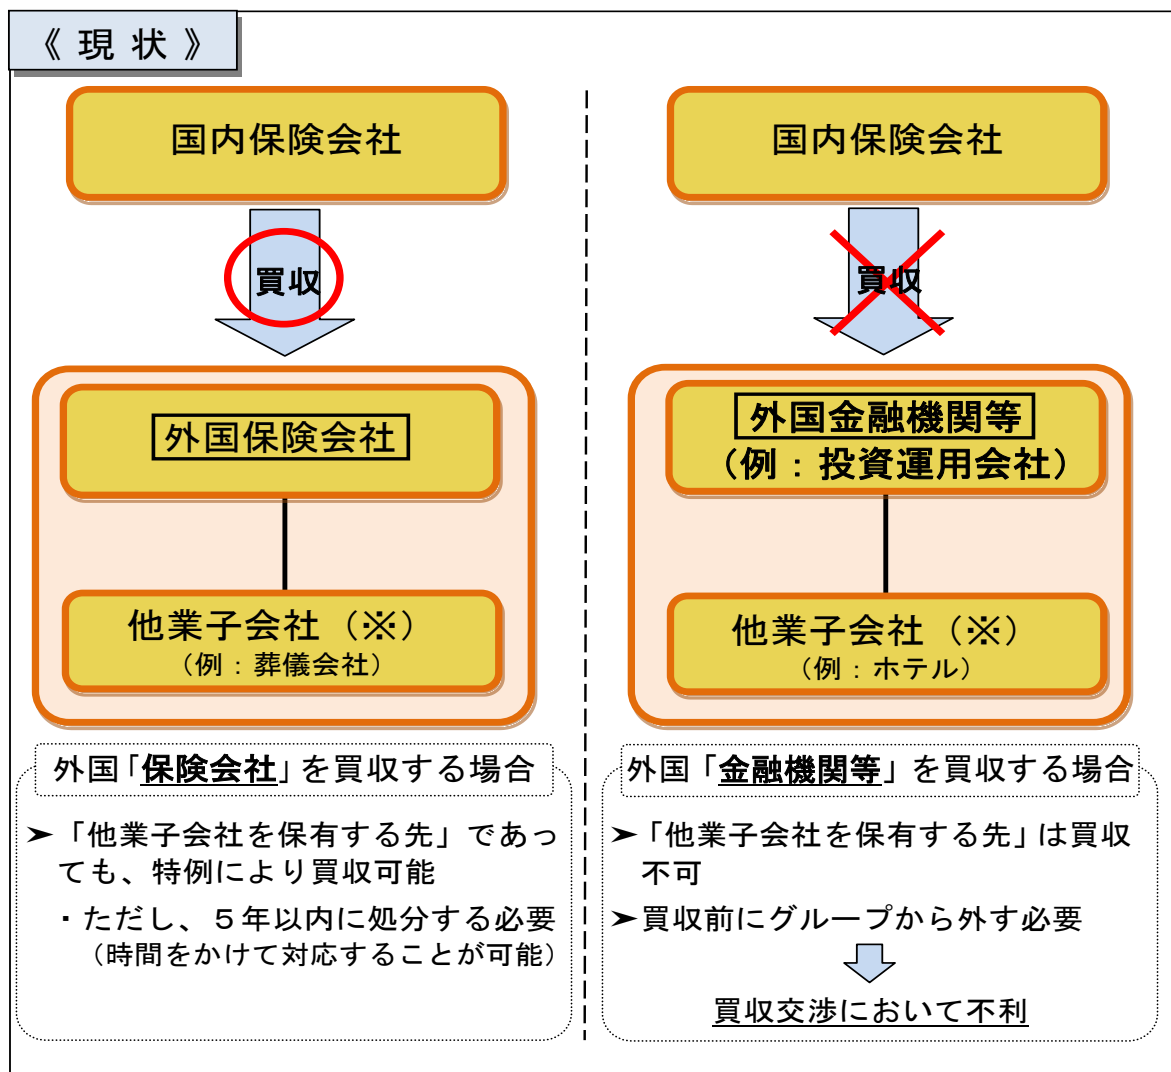 《 現 状 》
国内保険会社
買収
外国保険会社
他業子会社（※）
（例：葬儀会社）
外国「保険会社」を買収する場合
➤ 「他業子会社を保有する先」であっ
ても、特例により買収可能
・ただし、５年以内に処分する必要
（時間をかけて対応することが可能）
国内保険会社
買収
外国金融機関等
（例：投資運用会社）
他業子会社（※）
（例：ホテル）
外国「金融機関等」を買収する場合
➤ 「他業子会社を保有する先」は買収
不可
➤ 買収前にグループから外す必要
買収交渉において不利